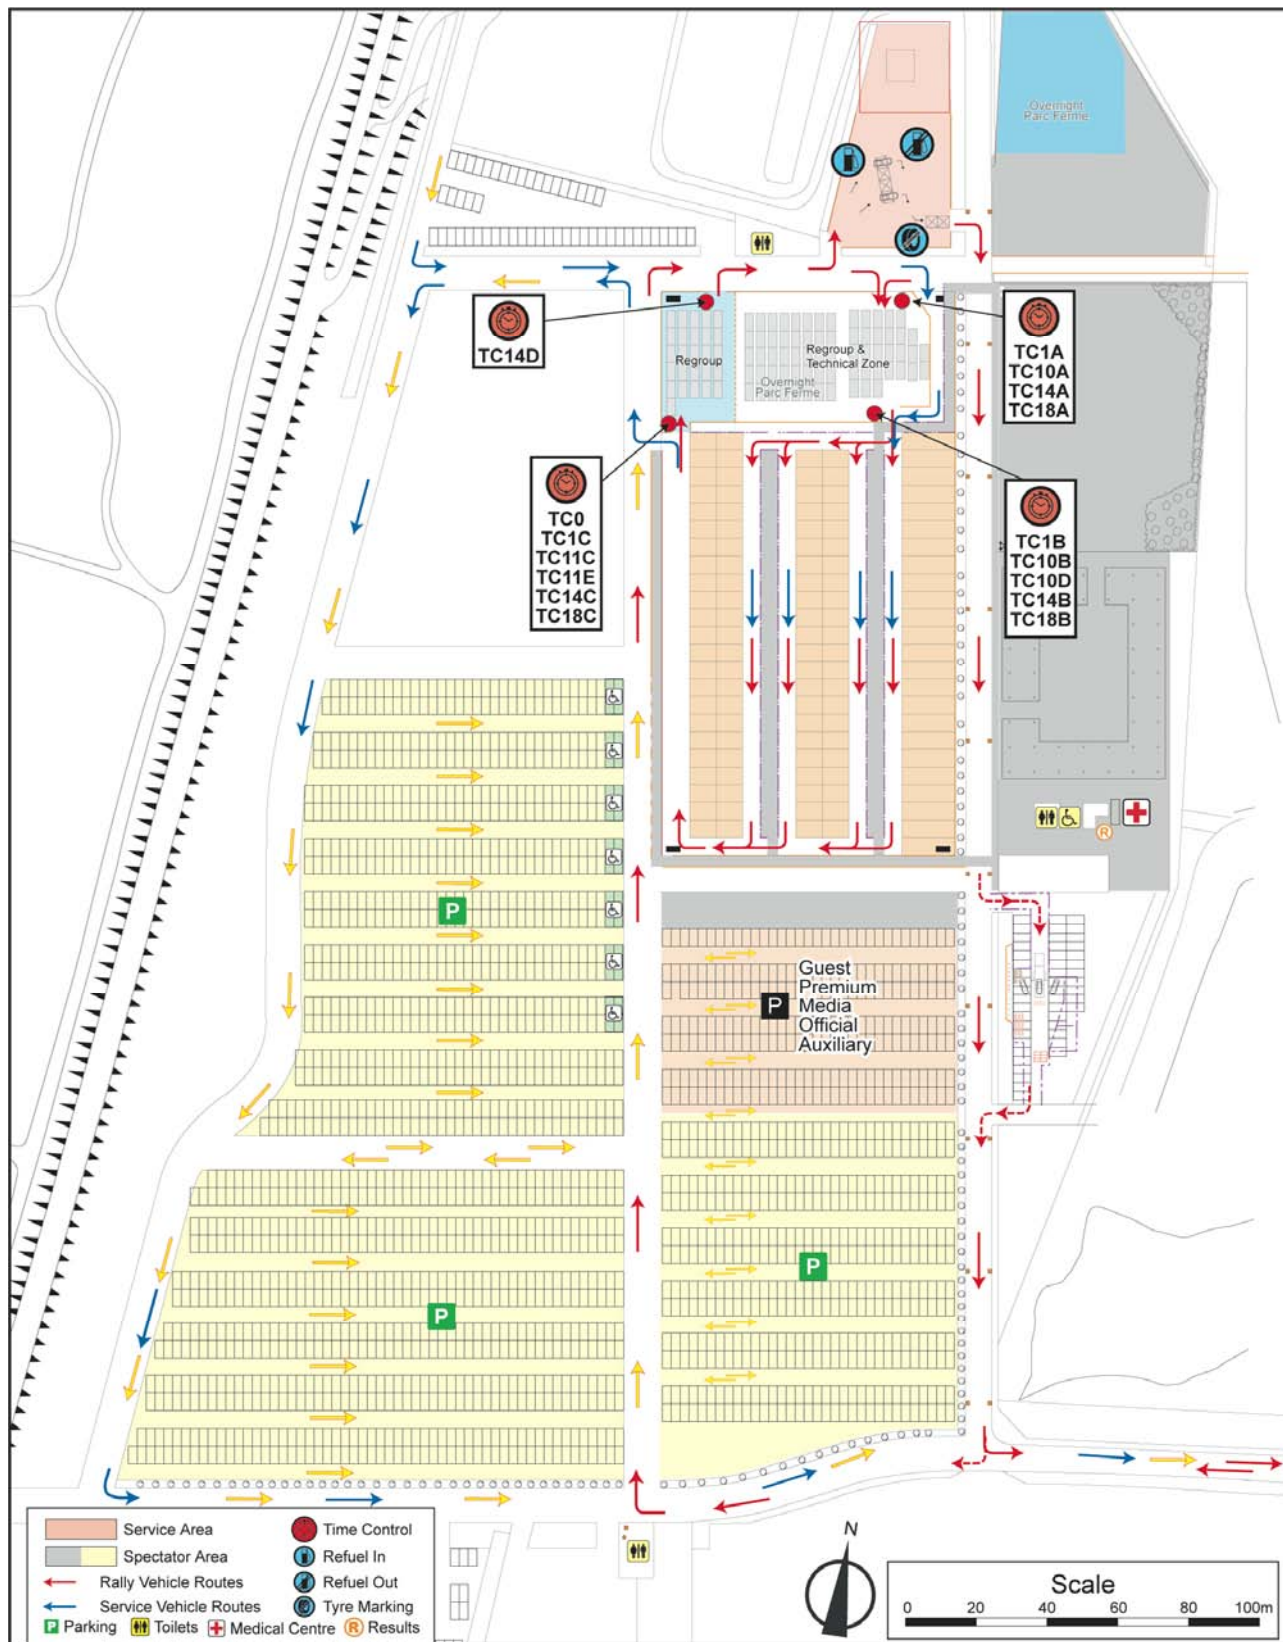 Overnight
Parc Ferme
TC14D
Regroup
Regroup &
Technical Zone
Overnight
Parc Ferme
TC1A
TC10A
TC14A
TC18A
TC0
TC1C
TC11C
TC11E
TC14C
TC18C
TC1B
TC10B
TC10D
TC14B
TC18B
R
P
P
Guest
Premium
Media
Official
Auxiliary
P
P
Service Area
Time Control
Spectator Area
Refuel In
Rally Vehicle Routes
Refuel Out
Service Vehicle Routes
Tyre Marking
P Parking
Toilets
Medical Centre
R Results
N
Scale
0 20 40 60 80 100m